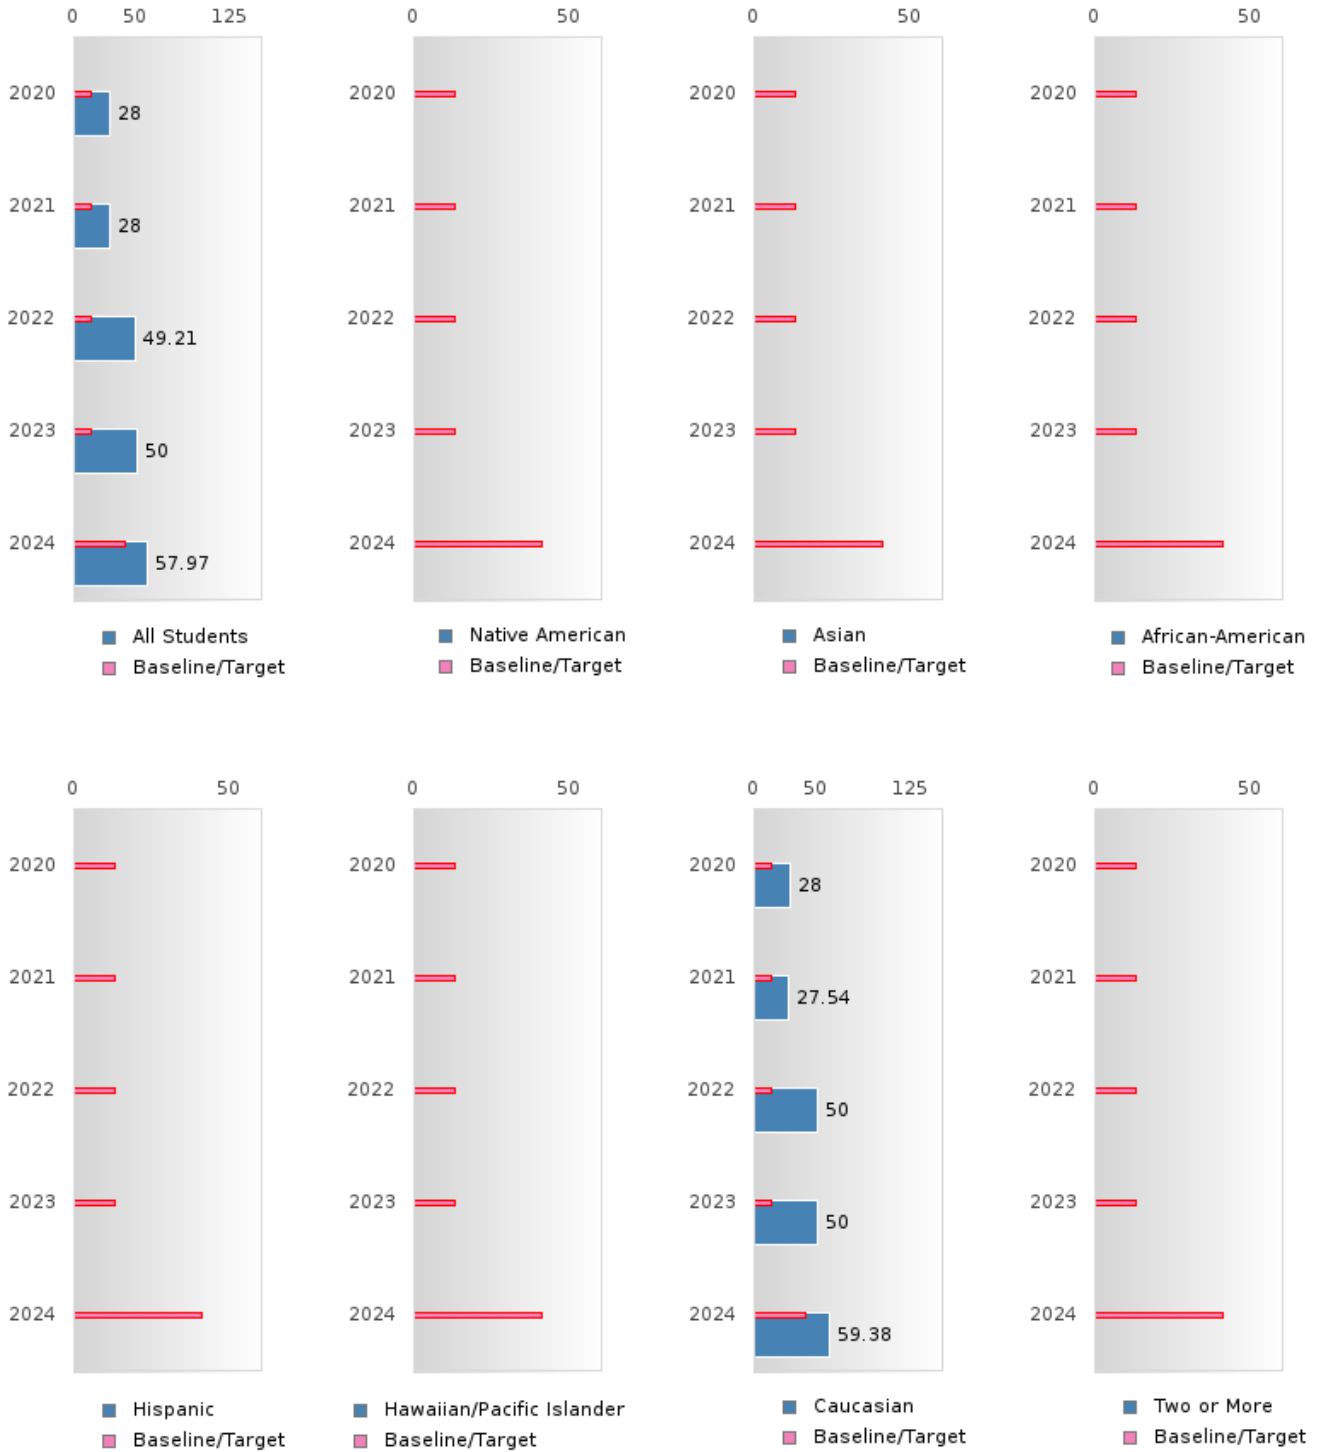 0 50 125
2020 28
2021 28
2022 49.21
2023 50
2024 57.97
All Students
Baseline/Target
0 50
2020
2021
2022
2023
2024
Native American
Baseline/Target
0 50
2020
2021
2022
2023
2024
Asian
Baseline/Target
0 50
2020
2021
2022
2023
2024
African-American
Baseline/Target
0 50
2020
2021
2022
2023
2024
Hispanic
Baseline/Target
0 50
2020
2021
2022
2023
2024
Hawaiian/Pacific Islander
Baseline/Target
0 50 125
2020 28
2021 27.54
2022 50
2023 50
2024 59.38
Caucasian
Baseline/Target
0 50
2020
2021
2022
2023
2024
Two or More
Baseline/Target